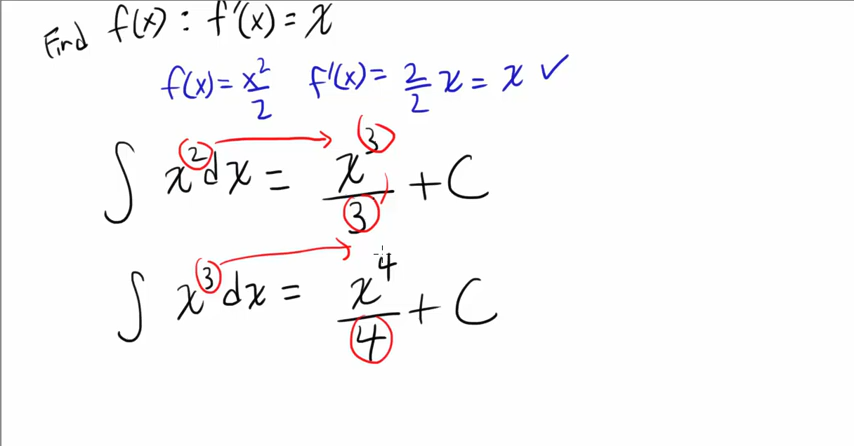 Find f(x) : f'(x) = x
f(x) = x²/2 f'(x) = 2/2 x = x ✓
∫ x² dx = x³/3 + C
∫ x³ dx = x⁴/4 + C